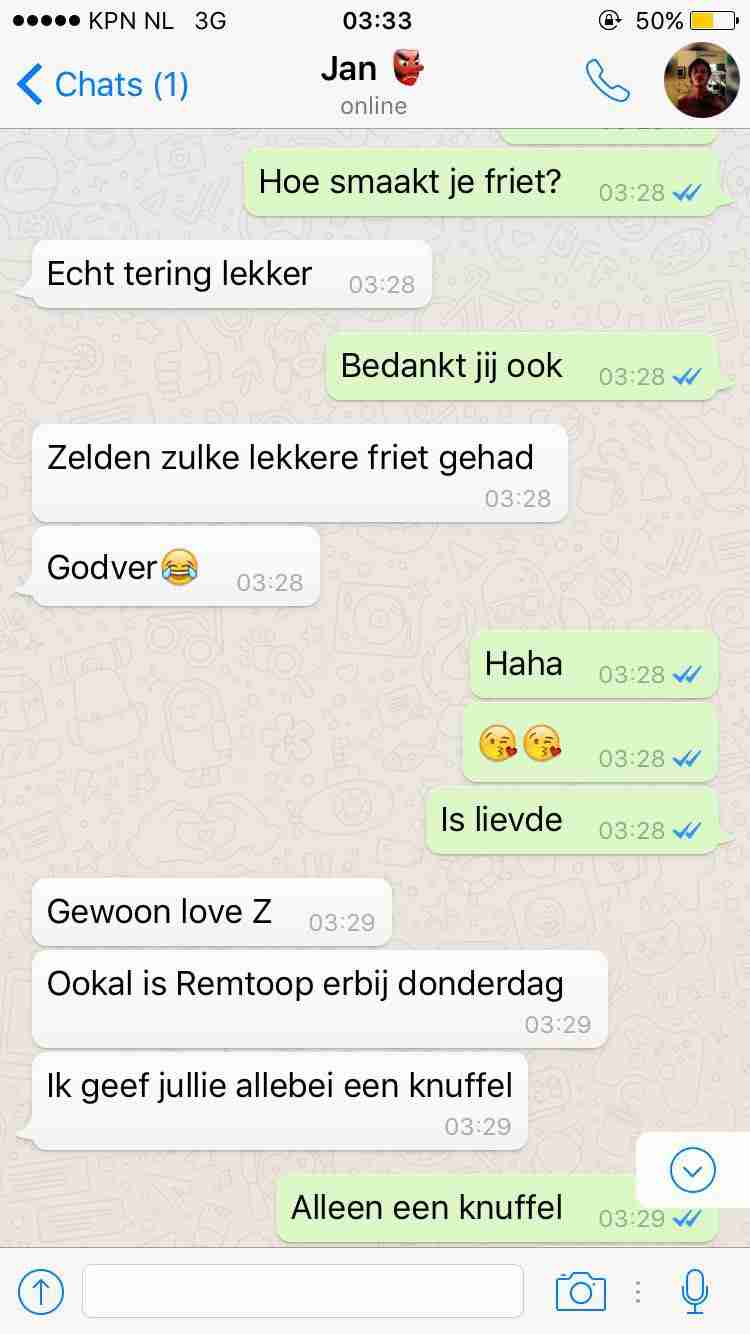 KPN NL 3G 03:33 50%
Chats (1) Jan 👺
online
Hoe smaakt je friet? 03:28
Echt tering lekker 03:28
Bedankt jij ook 03:28
Zelden zulke lekkere friet gehad
03:28
Godver😂 03:28
Haha 03:28
😘😘 03:28
Is lievde 03:28
Gewoon love Z 03:29
Ookal is Remtoop erbij donderdag
03:29
Ik geef jullie allebei een knuffel
03:29
Alleen een knuffel 03:29